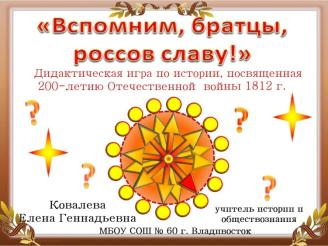 «Вспомним, братцы,
россов славу!»
Дидактическая игра по истории, посвященная
200-летию Отечественной войны 1812 г.
? ?
? ?
Ковалева
Елена Геннадьевна
учитель истории и
обществознания
МБОУ СОШ № 60 г. Владивосток